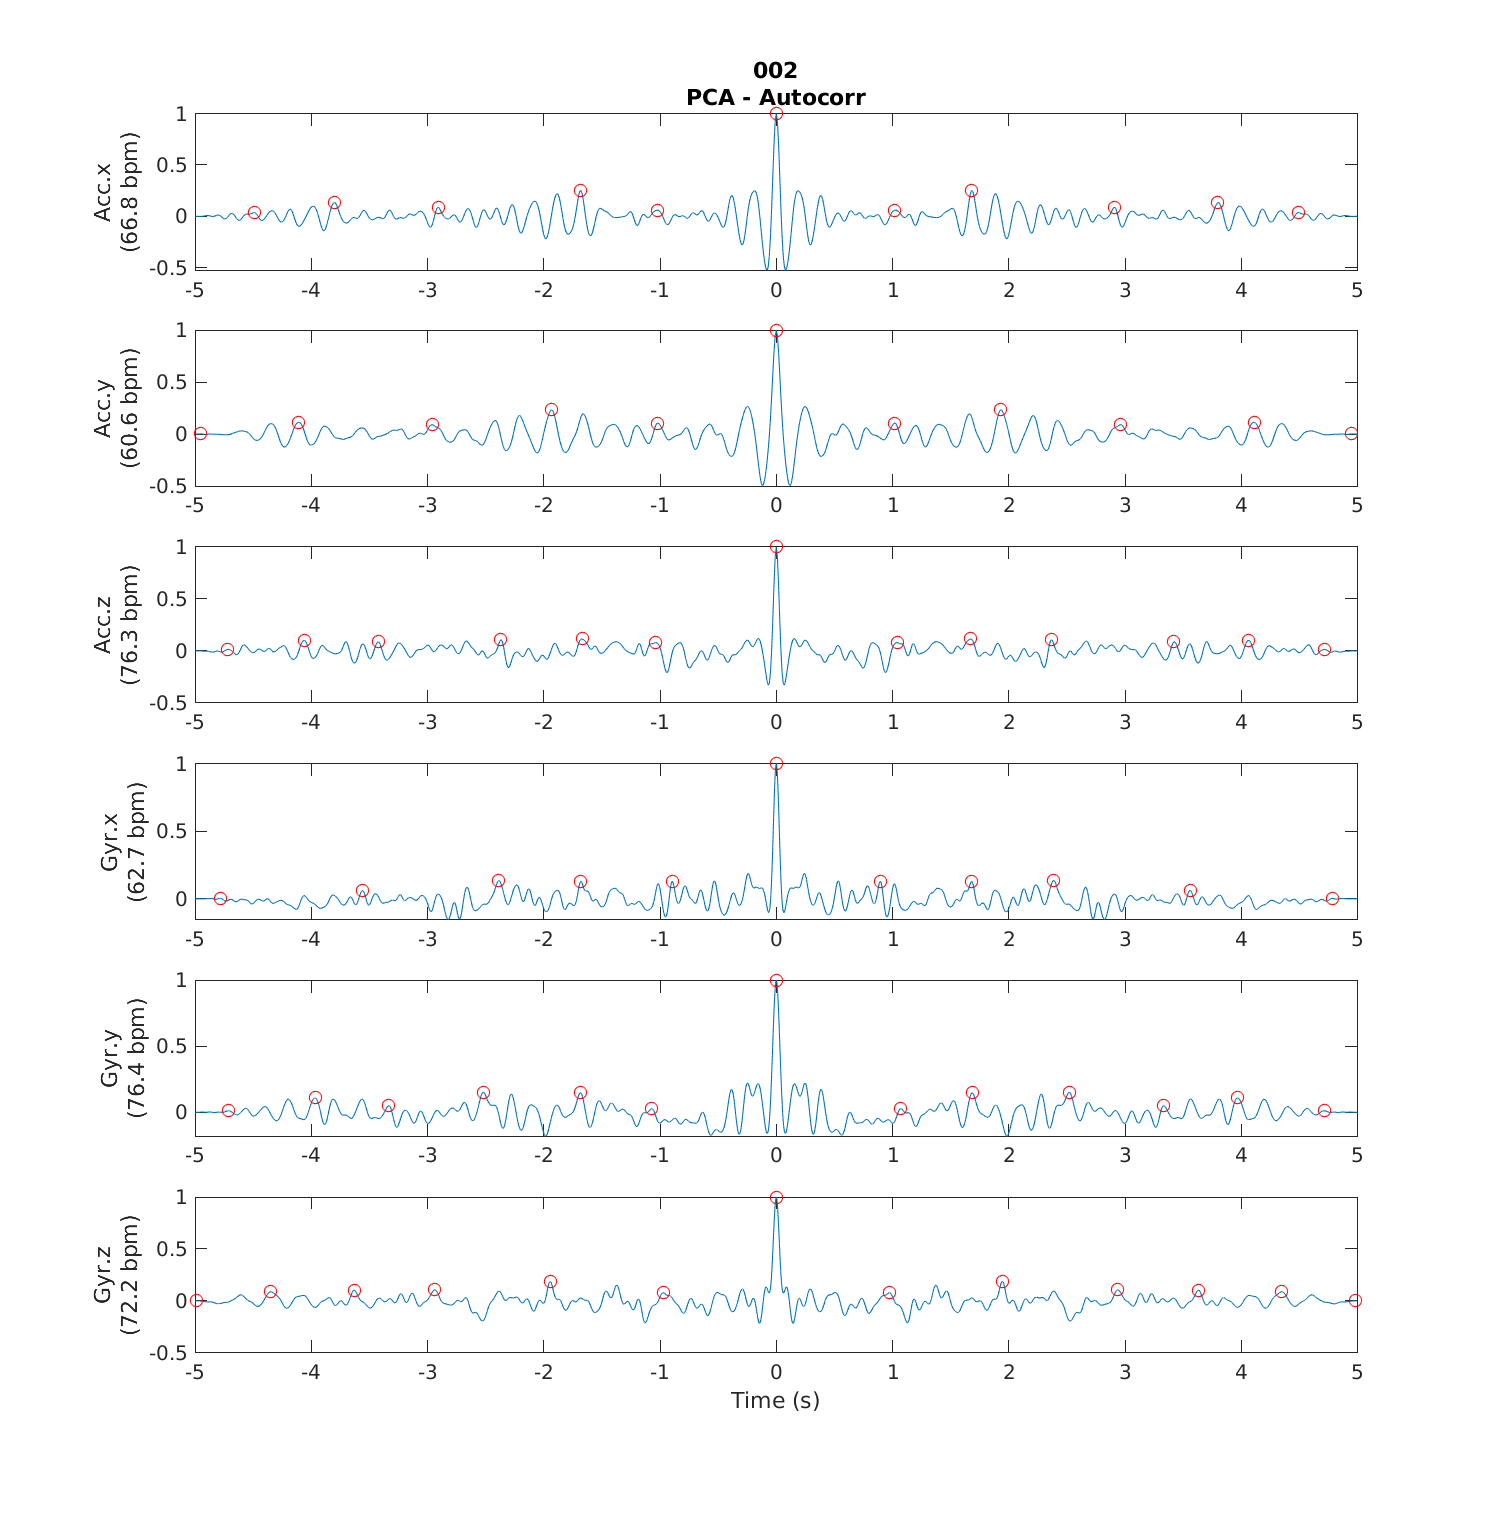 002
PCA - Autocorr
Acc.x
(66.8 bpm)
1
0.5
0
-0.5
-5 -4 -3 -2 -1 0 1 2 3 4 5
Acc.y
(60.6 bpm)
1
0.5
0
-0.5
-5 -4 -3 -2 -1 0 1 2 3 4 5
Acc.z
(76.3 bpm)
1
0.5
0
-0.5
-5 -4 -3 -2 -1 0 1 2 3 4 5
Gyr.x
(62.7 bpm)
1
0.5
0
-5 -4 -3 -2 -1 0 1 2 3 4 5
Gyr.y
(76.4 bpm)
1
0.5
0
-5 -4 -3 -2 -1 0 1 2 3 4 5
Gyr.z
(72.2 bpm)
1
0.5
0
-0.5
-5 -4 -3 -2 -1 0 1 2 3 4 5
Time (s)